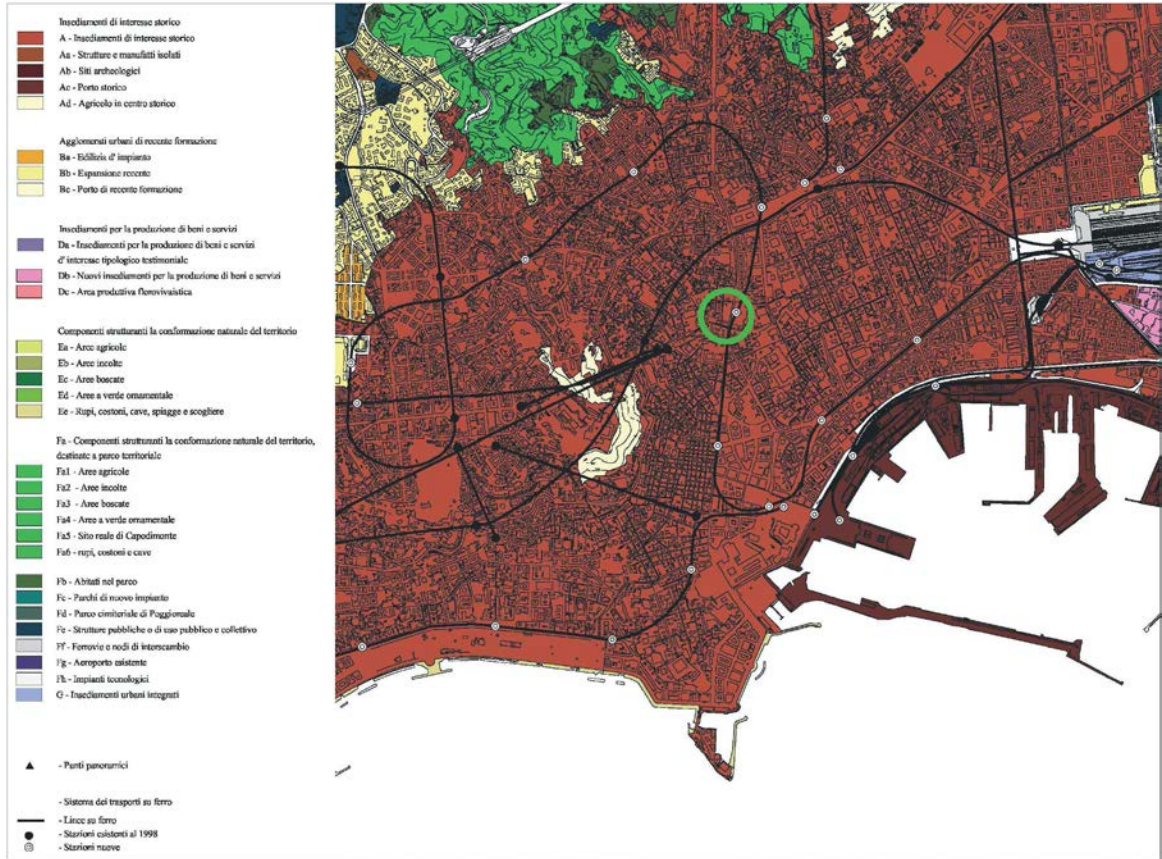 Insediamenti di interesse storico
A - Insediamenti di interesse storico
Aa - Strutture e manufatti isolati
Ab - Siti archeologici
Ac - Porto storico
Ad - Agricolo in centro storico
Agglomerati urbani di recente formazione
Ba - Edilizia d' impianto
Bb - Espansione recente
Bc - Porto di recente formazione
Insediamenti per la produzione di beni e servizi
Da - Insediamenti per la produzione di beni e servizi
d' interesse tipologico testimoniale
Db - Nuovi insediamenti per la produzione di beni e servizi
Dc - Area produttiva florovivaistica
Componenti strutturanti la conformazione naturale del territorio
Ea - Aree agricole
Eb - Aree incolte
Ec - Aree boscate
Ed - Aree a verde ornamentale
Ee - Rupi, costoni, cave, spiagge e scogliere
Fa - Componenti strutturanti la conformazione naturale del territorio,
destinate a parco territoriale
Fa1 - Aree agricole
Fa2 - Aree incolte
Fa3 - Aree boscate
Fa4 - Aree a verde ornamentale
Fa5 - Sito reale di Capodimonte
Fa6 - rupi, costoni e cave
Fb - Abitati nel parco
Fc - Parchi di nuovo impianto
Fd - Parco cimiteriale di Poggioreale
Fe - Strutture pubbliche o di uso pubblico e collettivo
Ff - Ferrovie e nodi di interscambio
Fg - Aeroporto esistente
Fh - Impianti tecnologici
G - Insediamenti urbani integrati
- Punti panoramici
- Sistema dei trasporti su ferro
- Linee su ferro
- Stazioni esistenti al 1998
- Stazioni nuove